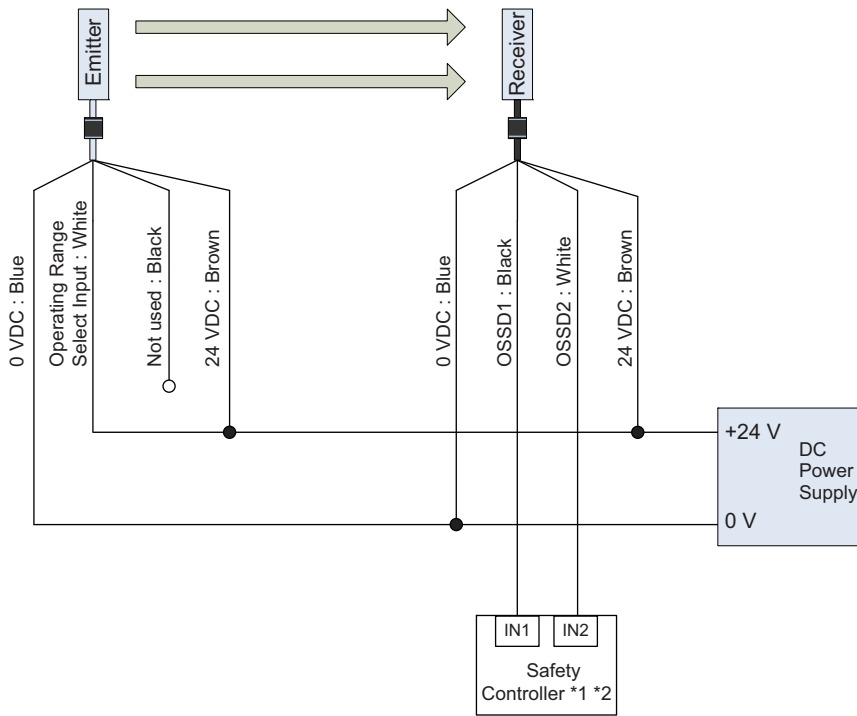 Emitter
Receiver
0 VDC : Blue
Operating Range
Select Input : White
Not used : Black
24 VDC : Brown
0 VDC : Blue
OSSD1 : Black
OSSD2 : White
24 VDC : Brown
+24 V
DC
Power
Supply
0 V
IN1
IN2
Safety
Controller *1 *2